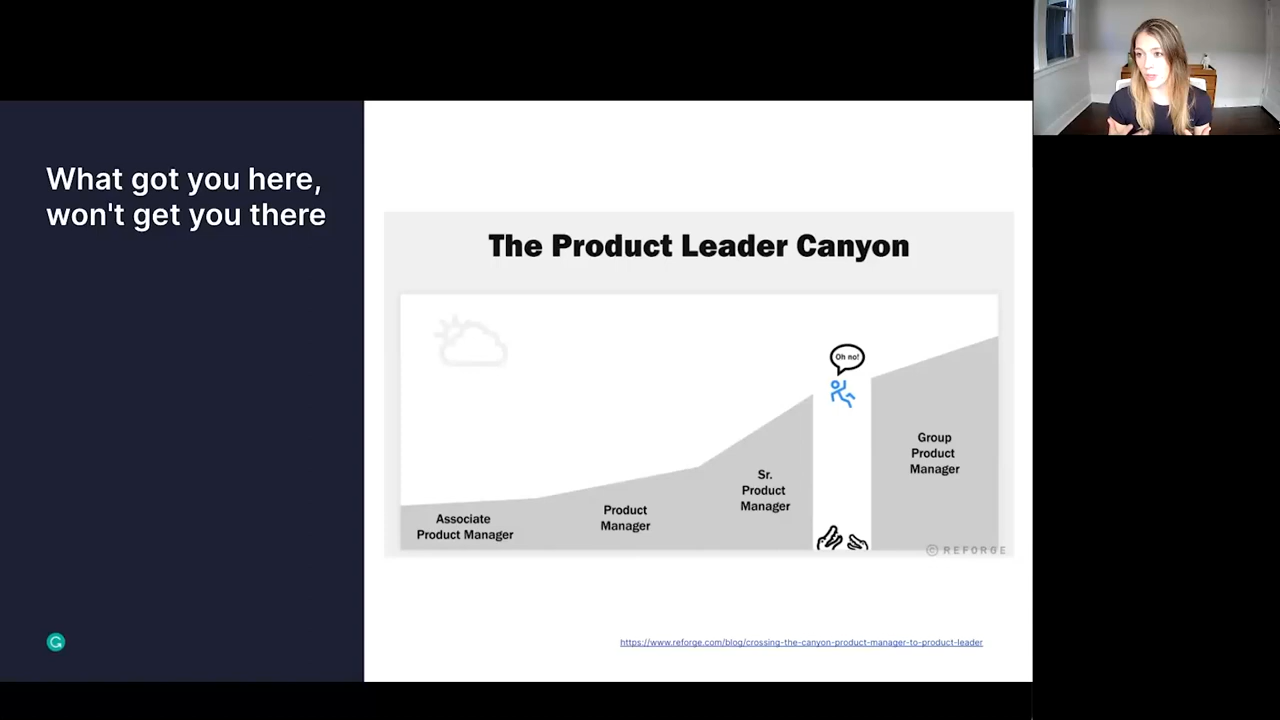 What got you here,
won't get you there
The Product Leader Canyon
Oh no!
Associate
Product Manager
Product
Manager
Sr.
Product
Manager
Group
Product
Manager
© REFORGE
https://www.reforge.com/blog/crossing-the-canyon-product-manager-to-product-leader